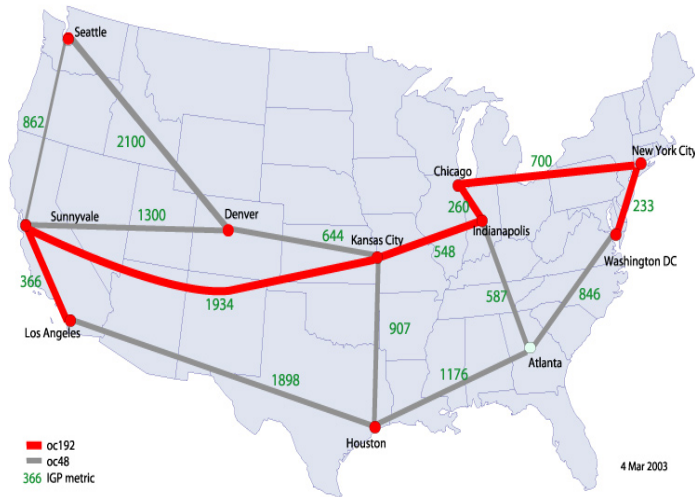 Seattle
862
2100
New York City
700
Chicago
260
233
Sunnyvale
1300
Denver
644
Kansas City
Indianapolis
548
Washington DC
366
1934
587
846
907
Los Angeles
1898
1176
Atlanta
Houston
oc192
oc48
366 IGP metric
4 Mar 2003